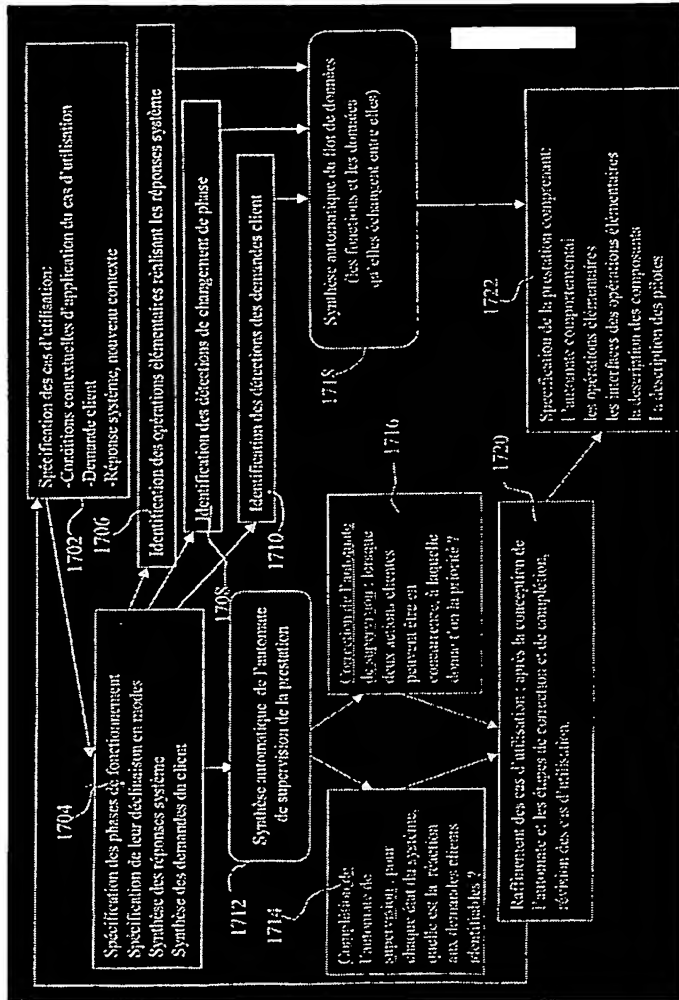 Spécification des cas d'utilisation:
-Conditions contextuelles d'application du cas d'utilisation
-Demande client
-Réponse système, nouveau contexte
1702
1704
Spécification des phases de fonctionnement
Spécification de leur déclinaison en modes
Synthèse des réponses système
Synthèse des demandes du client
1706
Identification des opérations élémentaires réalisant les réponses système
1708
Identification des détections de changement de phase
1710
Identification des détections des demandes client
1712
Synthèse automatique de l'automate
de supervision de la prestation
1714
l'automate de
supervision, pour
chaque état du système,
quelle est la réaction
aux demandes clients
identifiables ?
1716
Correction de l'automate
de supervision : lorsque
deux actions clientes
peuvent être en
concurrence, à laquelle
donne t'on la priorité ?
1718
Synthèse automatique du flot de données
(les fonctions et les données
qu'elles échangent entre elles)
1720
Raffinement des cas d'utilisation : après la conception de
l'automate et les étapes de correction et de complétion,
révision des cas d'utilisation.
1722
Spécification de la prestation comprenant:
l'automate comportemental
les opérations élémentaires
les interfaces des opérations élémentaires
la description des composants
la description des pilotes